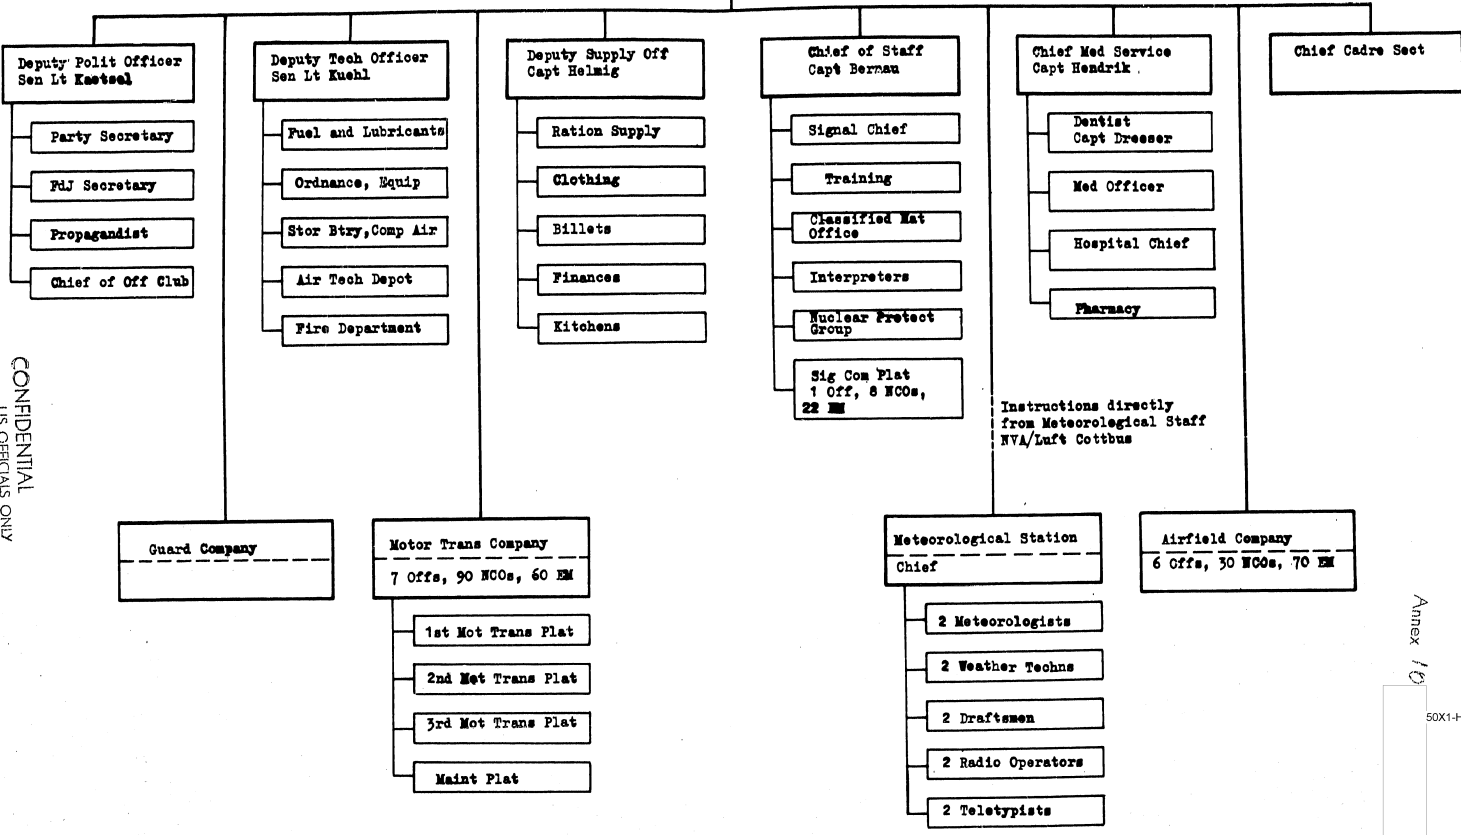 Deputy Polit Officer
Sen Lt Kaetsel
Party Secretary
FdJ Secretary
Propagandist
Chief of Off Club
Deputy Tech Officer
Sen Lt Kuehl
Fuel and Lubricants
Ordnance, Equip
Stor Btry,Comp Air
Air Tech Depot
Fire Department
Deputy Supply Off
Capt Helmig
Ration Supply
Clothing
Billets
Finances
Kitchens
Chief of Staff
Capt Bernau
Signal Chief
Training
Classified Mat
Office
Interpreters
Nuclear Protect
Group
Sig Com Plat
1 Off, 8 NCOs,
22 EM
Chief Med Service
Capt Hendrik
Dentist
Capt Dreeser
Med Officer
Hospital Chief
Pharmacy
Chief Cadre Sect
Instructions directly
from Meteorological Staff
NVA/Luft Cottbus
CONFIDENTIAL
US OFFICIALS ONLY
Guard Company
Motor Trans Company
7 Offs, 90 NCOs, 60 EM
1st Mot Trans Plat
2nd Mot Trans Plat
3rd Mot Trans Plat
Maint Plat
Meteorological Station
Chief
2 Meteorologists
2 Weather Techns
2 Draftsmen
2 Radio Operators
2 Teletypists
Airfield Company
6 Offs, 30 NCOs, 70 EM
Annex 10
50X1-H